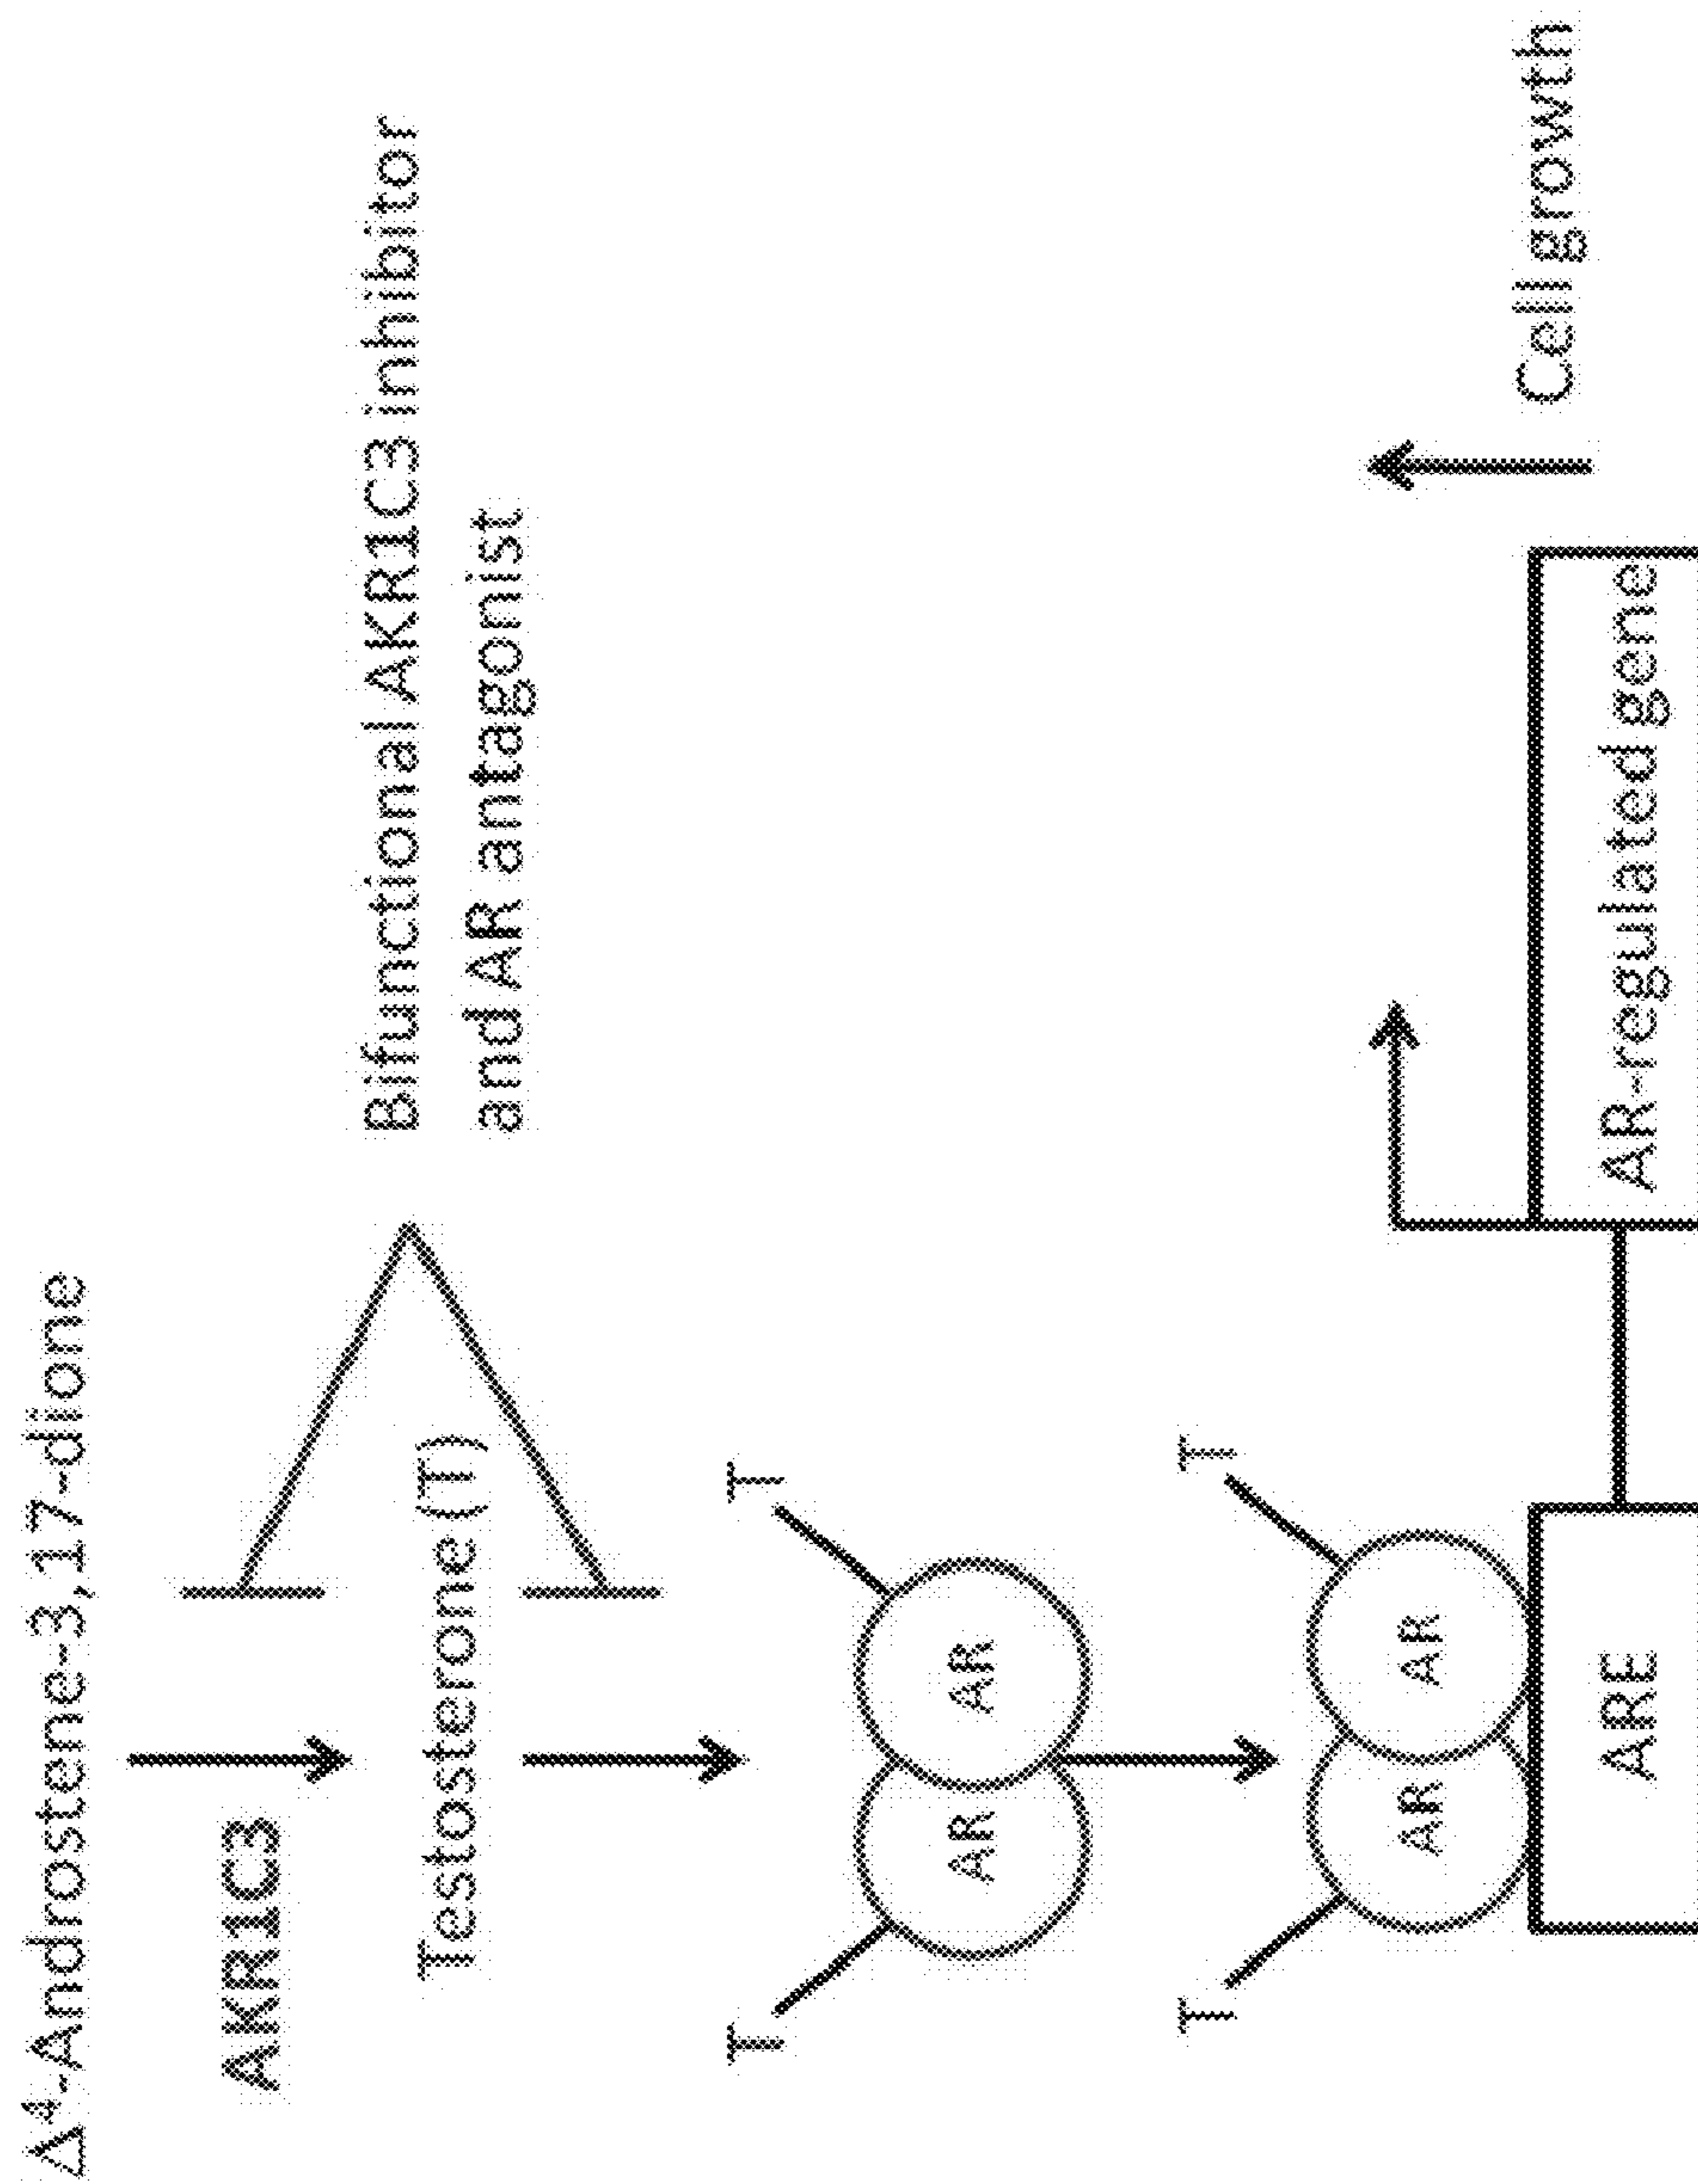 Δ⁴-Androstene-3,17-dione
AKR1C3
Bifunctional AKR1C3 inhibitor
and AR antagonist
Testosterone (T)
T
T
AR
AR
T
T
AR
AR
Cell growth
ARE
AR-regulated gene